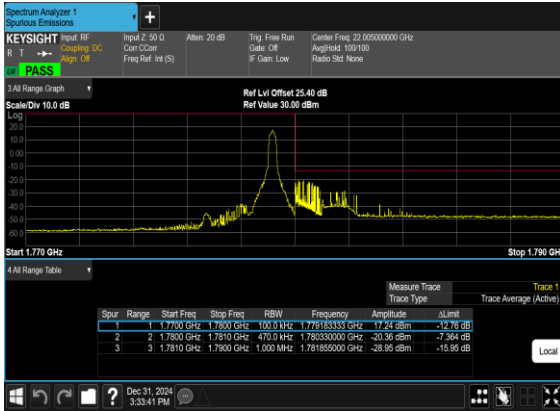 Spectrum Analyzer 1
Spurious Emissions
+
KEYSIGHT
R T
PASS
Input: RF
Coupling: DC
Align: Off
Input Z: 50 Ω
Corr CCorr
Freq Ref: Int (S)
Atten: 20 dB
Trig: Free Run
Gate: Off
IF Gain: Low
Center Freq: 22.005000000 GHz
Avg|Hold: 100/100
Radio Std: None
3 All Range Graph
Scale/Div 10.0 dB
Ref Lvl Offset 25.40 dB
Ref Value 30.00 dBm
Log
20.0
10.0
0.00
-10.0
-20.0
-30.0
-40.0
-50.0
-60.0
Start 1.770 GHz
Stop 1.790 GHz
4 All Range Table
Measure Trace Trace 1
Trace Type Trace Average (Active)
Spur Range Start Freq Stop Freq RBW Frequency Amplitude ΔLimit
1 1 1.7700 GHz 1.7800 GHz 100.0 kHz 1.779183333 GHz 17.24 dBm -12.76 dB
2 2 1.7800 GHz 1.7810 GHz 470.0 kHz 1.780330000 GHz -20.36 dBm -7.364 dB
3 3 1.7810 GHz 1.7900 GHz 1.000 MHz 1.781855000 GHz -28.95 dBm -15.95 dB
Local
?
Dec 31, 2024
3:33:41 PM